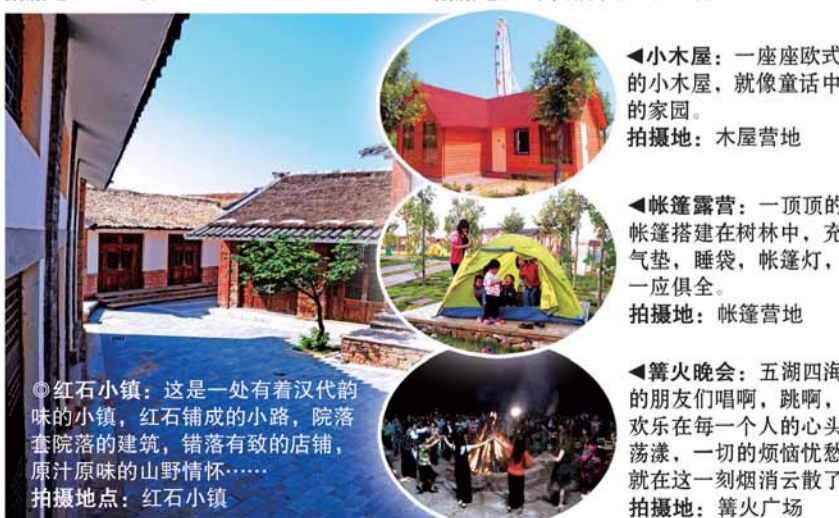 ◀小木屋：一座座欧式
的小木屋，就像童话中
的家园。
拍摄地：木屋营地
◀帐篷露营：一顶顶的
帐篷搭建在树林中，充
气垫，睡袋，帐篷灯，
一应俱全。
拍摄地：帐篷营地
◀篝火晚会：五湖四海
的朋友们唱啊，跳啊，
欢乐在每一个人的心头
荡漾，一切的烦恼忧愁
就在这一刻烟消云散了
拍摄地：篝火广场
◎红石小镇：这是一处有着汉代韵
味的小镇，红石铺成的小路，院落
套院落的建筑，错落有致的店铺，
原汁原味的山野情怀……
拍摄地点：红石小镇